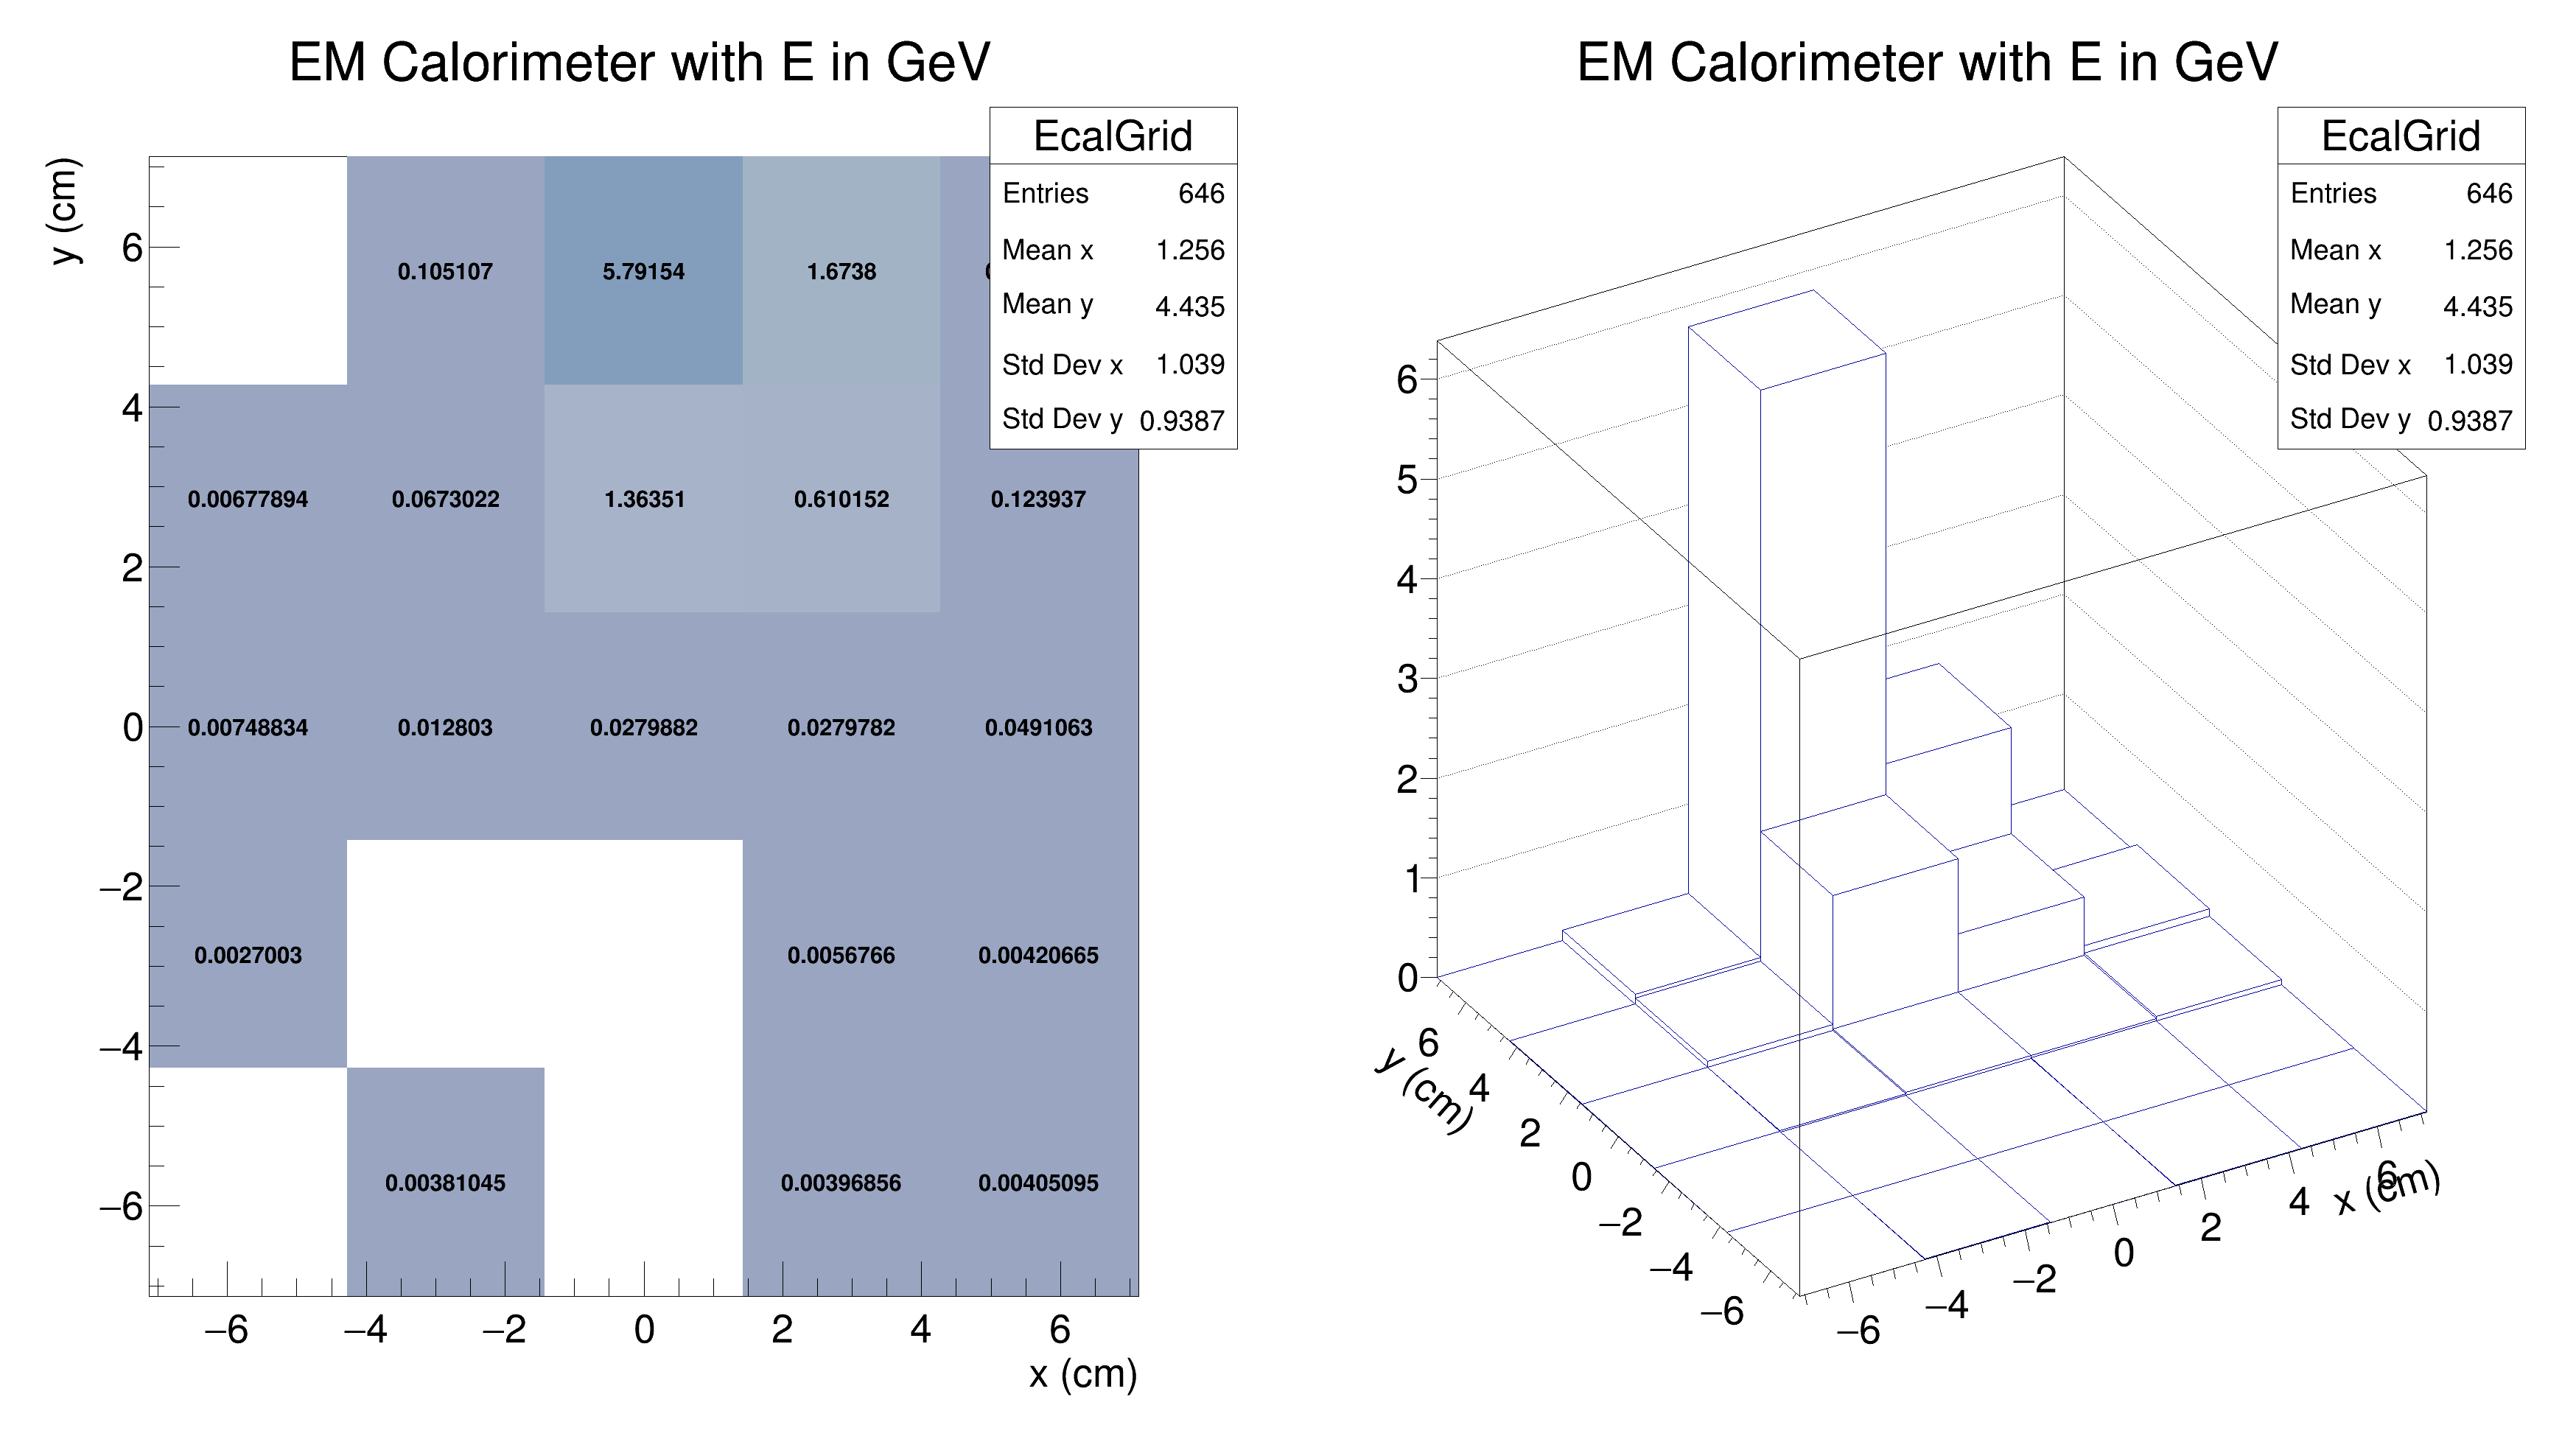 EM Calorimeter with E in GeV
EcalGrid
Entries 646
Mean x 1.256
Mean y 4.435
Std Dev x 1.039
Std Dev y 0.9387
y (cm)
6
4
2
0
−2
−4
−6
0.105107 5.79154 1.6738
0.00677894 0.0673022 1.36351 0.610152 0.123937
0.00748834 0.012803 0.0279882 0.0279782 0.0491063
0.0027003 0.0056766 0.00420665
0.00381045 0.00396856 0.00405095
−6 −4 −2 0 2 4 6
x (cm)
EM Calorimeter with E in GeV
EcalGrid
Entries 646
Mean x 1.256
Mean y 4.435
Std Dev x 1.039
Std Dev y 0.9387
6
5
4
3
2
1
0
y (cm)
6
4
2
0
−2
−4
−6
−6 −4 −2 0 2 4 6
x (cm)